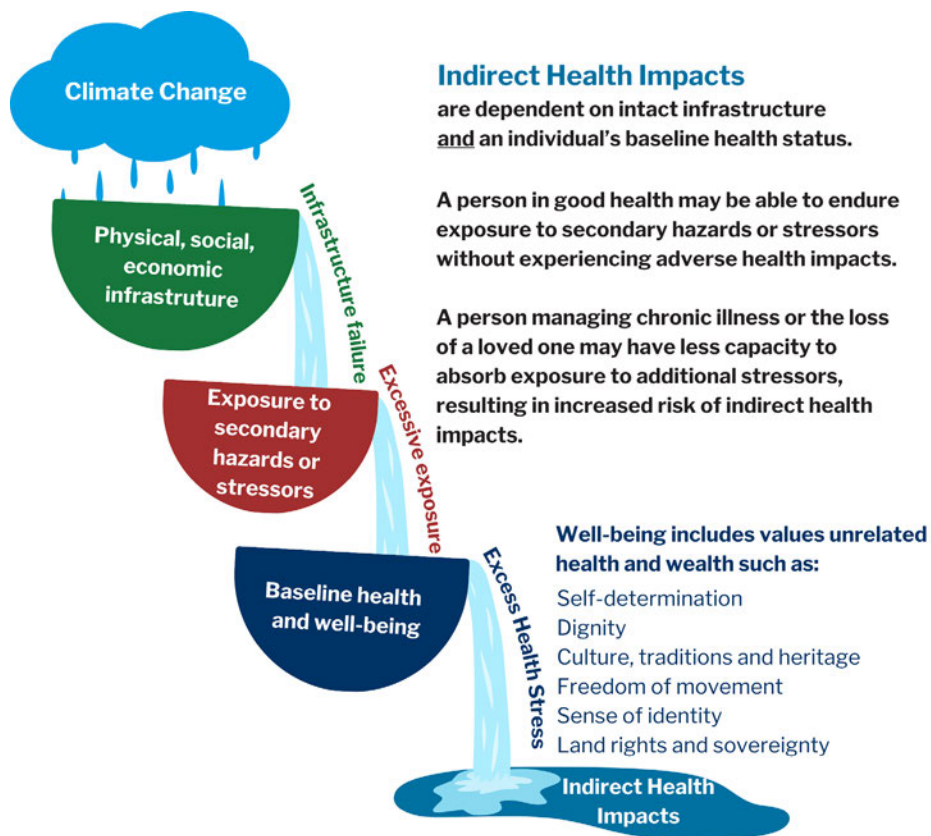 Climate Change
Indirect Health Impacts
are dependent on intact infrastructure
and an individual's baseline health status.
A person in good health may be able to endure
exposure to secondary hazards or stressors
without experiencing adverse health impacts.
A person managing chronic illness or the loss
of a loved one may have less capacity to
absorb exposure to additional stressors,
resulting in increased risk of indirect health
impacts.
Physical, social,
economic
infrastruture
Infrastructure failure
Exposure to
secondary
hazards or
stressors
Excessive exposure
Baseline health
and well-being
Excess Health Stress
Well-being includes values unrelated
health and wealth such as:
Self-determination
Dignity
Culture, traditions and heritage
Freedom of movement
Sense of identity
Land rights and sovereignty
Indirect Health
Impacts